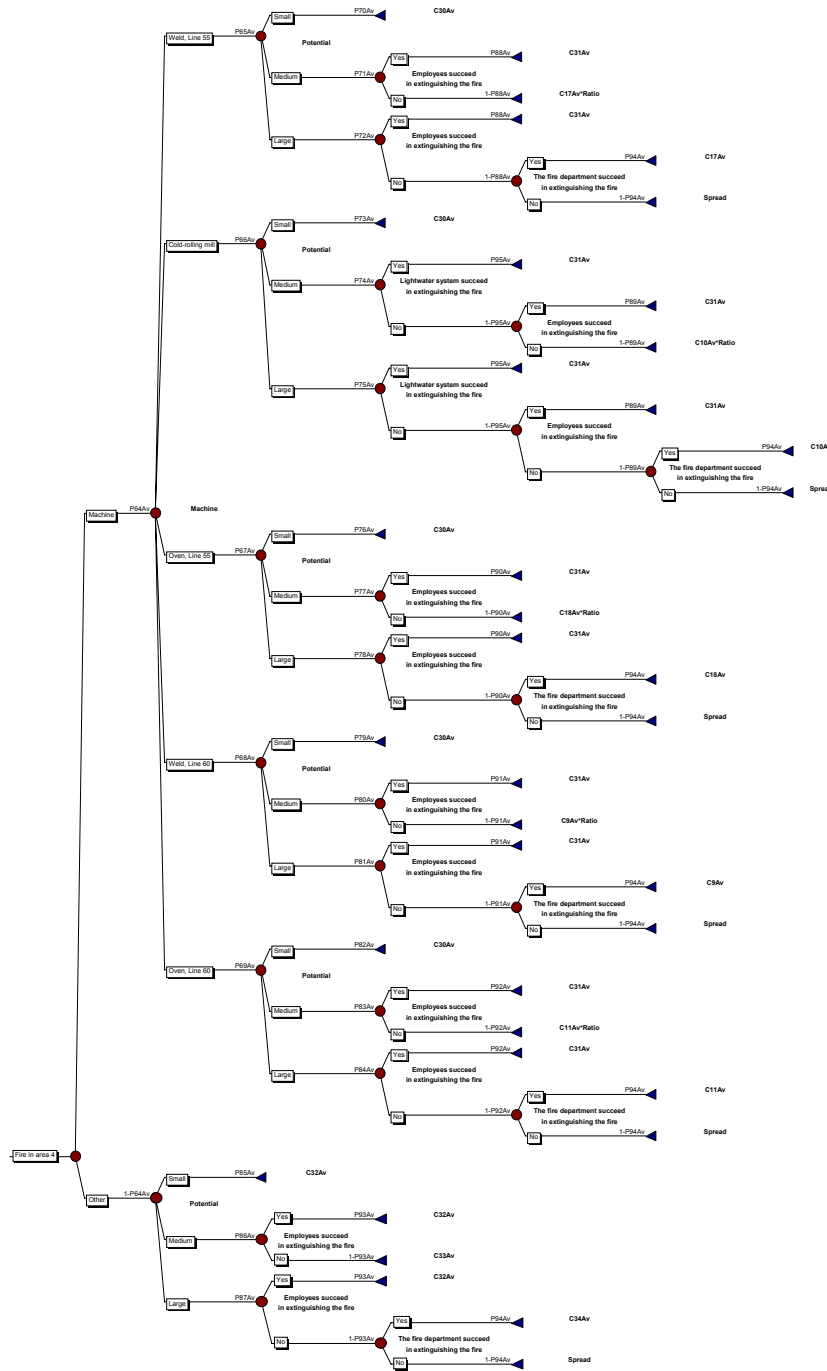 Small P70Av C30Av
Weld, Line 55 P65Av Potential
Yes P88Av C31Av
Medium P71Av Employees succeed
in extinguishing the fire
No 1-P88Av C17Av*Ratio
Yes P88Av C31Av
Large P72Av Employees succeed
in extinguishing the fire
Yes P94Av C17Av
No 1-P88Av The fire department succeed
in extinguishing the fire
No 1-P94Av Spread
Small P73Av C30Av
Cold-rolling mill P66Av Potential
Yes P95Av C31Av
Medium P74Av Lightwater system succeed
in extinguishing the fire
Yes P89Av C31Av
No 1-P95Av Employees succeed
in extinguishing the fire
No 1-P89Av C10Av*Ratio
Yes P95Av C31Av
Large P75Av Lightwater system succeed
in extinguishing the fire
Yes P89Av C31Av
No 1-P95Av Employees succeed
in extinguishing the fire
Yes P94Av C10A
No 1-P89Av The fire department succeed
in extinguishing the fire
No 1-P94Av Sprea
Machine P64Av Machine
Small P76Av C30Av
Oven, Line 55 P67Av Potential
Yes P90Av C31Av
Medium P77Av Employees succeed
in extinguishing the fire
No 1-P90Av C18Av*Ratio
Yes P90Av C31Av
Large P78Av Employees succeed
in extinguishing the fire
Yes P94Av C18Av
No 1-P90Av The fire department succeed
in extinguishing the fire
No 1-P94Av Spread
Small P79Av C30Av
Weld, Line 60 P68Av Potential
Yes P91Av C31Av
Medium P80Av Employees succeed
in extinguishing the fire
No 1-P91Av C9Av*Ratio
Yes P91Av C31Av
Large P81Av Employees succeed
in extinguishing the fire
Yes P94Av C9Av
No 1-P91Av The fire department succeed
in extinguishing the fire
No 1-P94Av Spread
Small P82Av C30Av
Oven, Line 60 P69Av Potential
Yes P92Av C31Av
Medium P83Av Employees succeed
in extinguishing the fire
No 1-P92Av C11Av*Ratio
Yes P92Av C31Av
Large P84Av Employees succeed
in extinguishing the fire
Yes P94Av C11Av
No 1-P92Av The fire department succeed
in extinguishing the fire
No 1-P94Av Spread
Fire in area 4
Small P85Av C32Av
Other 1-P64Av Potential
Yes P93Av C32Av
Medium P86Av Employees succeed
in extinguishing the fire
No 1-P93Av C33Av
Yes P93Av C32Av
Large P87Av Employees succeed
in extinguishing the fire
Yes P94Av C34Av
No 1-P93Av The fire department succeed
in extinguishing the fire
No 1-P94Av Spread